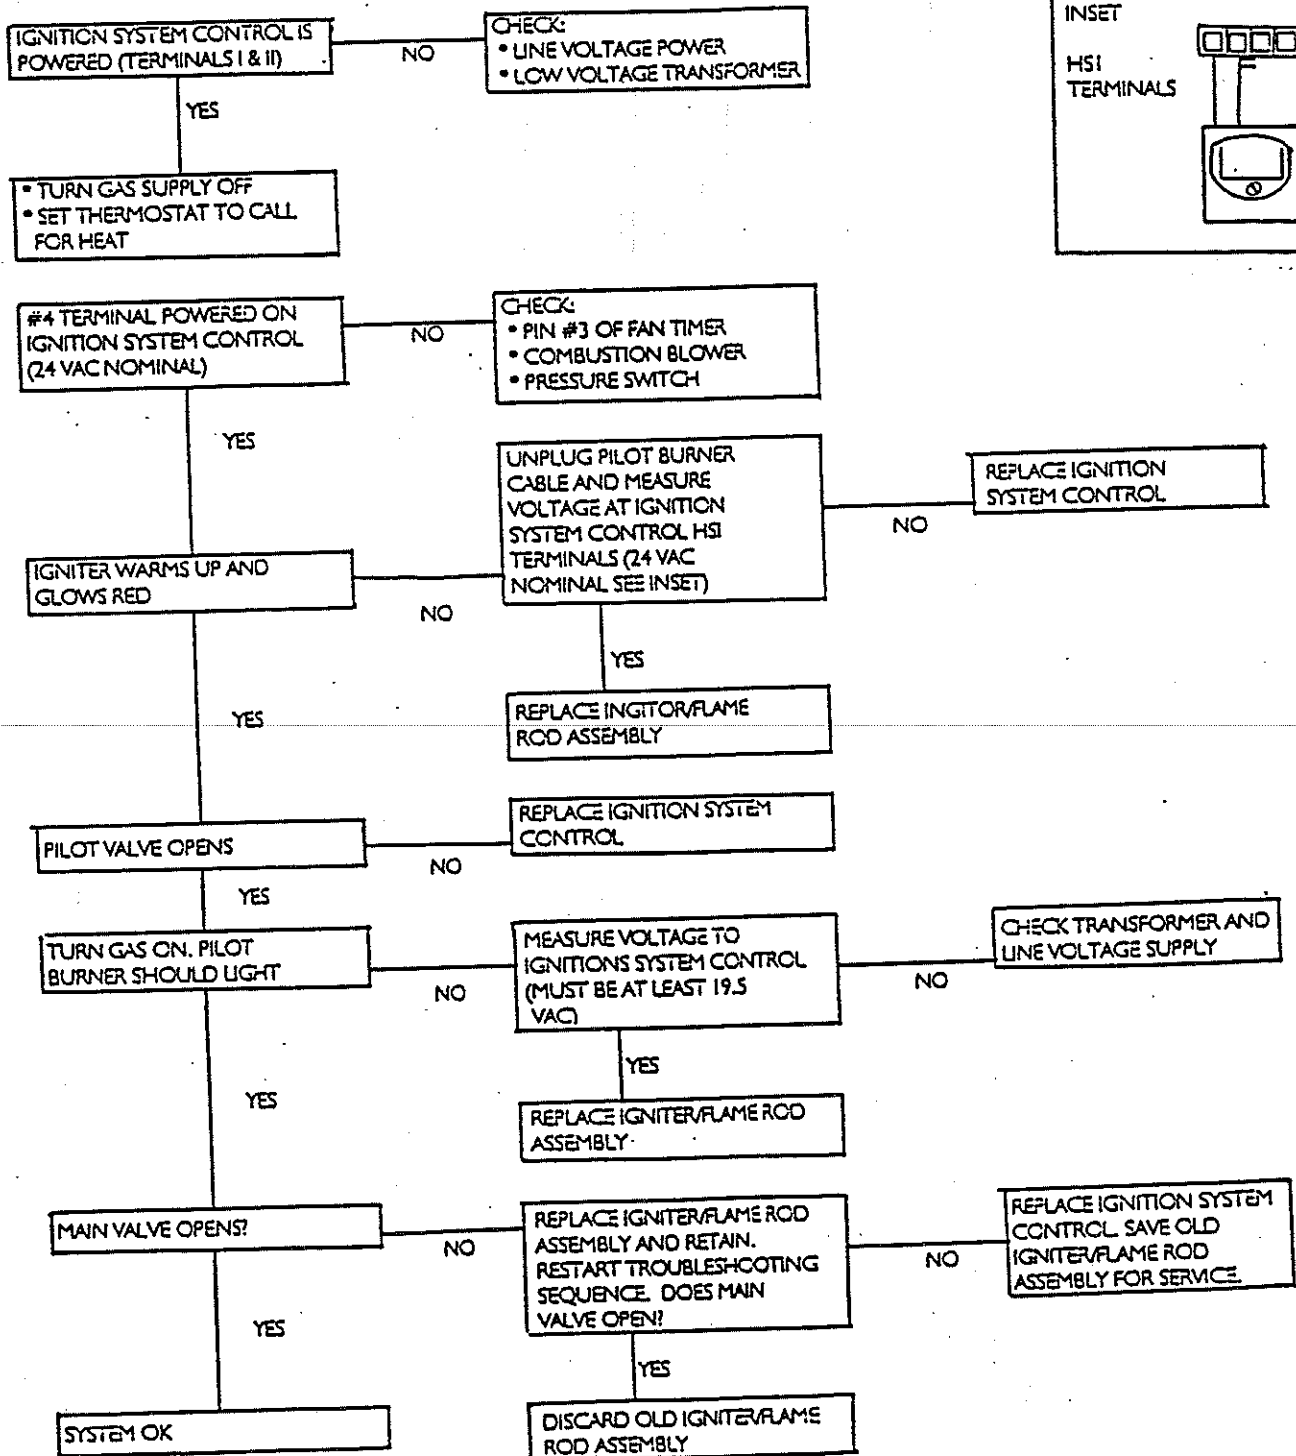 IGNITION SYSTEM CONTROL IS
POWERED (TERMINALS I & II)
NO
CHECK:
• LINE VOLTAGE POWER
• LOW VOLTAGE TRANSFORMER
INSET
HSI
TERMINALS
YES
• TURN GAS SUPPLY OFF
• SET THERMOSTAT TO CALL
FOR HEAT
#4 TERMINAL POWERED ON
IGNITION SYSTEM CONTROL
(24 VAC NOMINAL)
NO
CHECK:
• PIN #3 OF FAN TIMER
• COMBUSTION BLOWER
• PRESSURE SWITCH
YES
UNPLUG PILOT BURNER
CABLE AND MEASURE
VOLTAGE AT IGNITION
SYSTEM CONTROL HSI
TERMINALS (24 VAC
NOMINAL SEE INSET)
NO
REPLACE IGNITION
SYSTEM CONTROL
IGNITER WARMS UP AND
GLOWS RED
NO
YES
REPLACE INGITOR/FLAME
ROD ASSEMBLY
YES
PILOT VALVE OPENS
NO
REPLACE IGNITION SYSTEM
CONTROL
YES
TURN GAS ON. PILOT
BURNER SHOULD LIGHT
NO
MEASURE VOLTAGE TO
IGNITIONS SYSTEM CONTROL
(MUST BE AT LEAST 19.5
VAC)
NO
CHECK TRANSFORMER AND
LINE VOLTAGE SUPPLY
YES
REPLACE IGNITER/FLAME ROD
ASSEMBLY
YES
MAIN VALVE OPENS?
NO
REPLACE IGNITER/FLAME ROD
ASSEMBLY AND RETAIN.
RESTART TROUBLESHOOTING
SEQUENCE. DOES MAIN
VALVE OPEN?
NO
REPLACE IGNITION SYSTEM
CONTROL. SAVE OLD
IGNITER/FLAME ROD
ASSEMBLY FOR SERVICE.
YES
YES
SYSTEM OK
DISCARD OLD IGNITER/FLAME
ROD ASSEMBLY